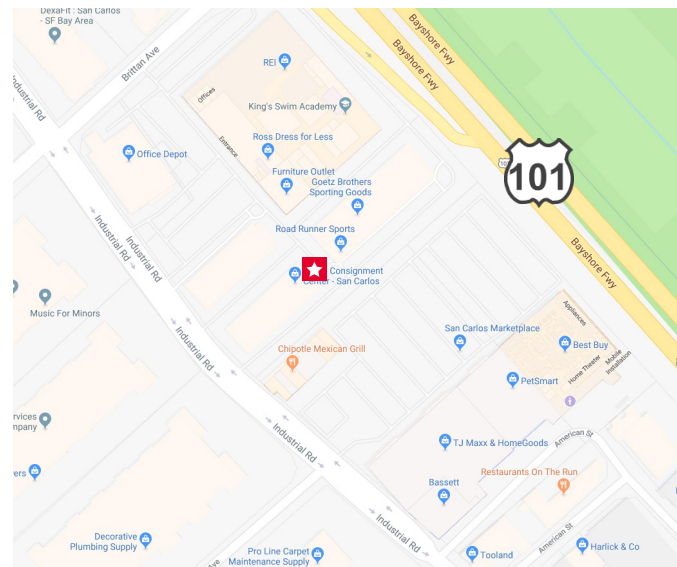 DexaFit : San Carlos
- SF Bay Area
Brittan Ave
Industrial Rd
REI
Bayshore Fwy
Bayshore Fwy
Offices
King's Swim Academy
Entrance
Ross Dress for Less
Office Depot
101
Furniture Outlet
Goetz Brothers
Sporting Goods
Industrial Rd
Industrial Rd
Road Runner Sports
Bayshore Fwy
Consignment
Center - San Carlos
Music For Minors
Appliances
San Carlos Marketplace
Industrial Rd
Chipotle Mexican Grill
Best Buy
Home Theater
Mobile
Installation
PetSmart
Services
Company
Industrial Rd
TJ Maxx & HomeGoods
American St
ers
Restaurants On The Run
Bassett
Industrial Rd
Decorative
Plumbing Supply
American St
Pro Line Carpet
Maintenance Supply
Tooland
Harlick & Co
Ave